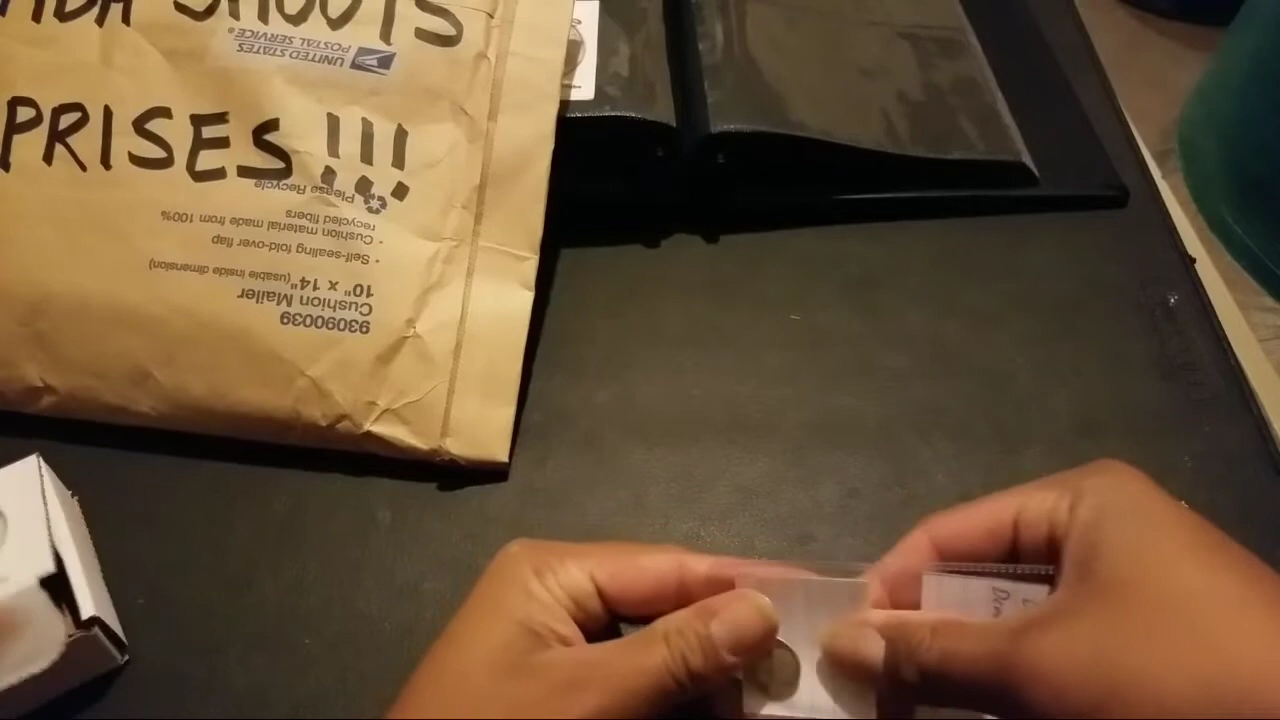 SHOOTS
PRISES!!!
UNITED STATES
POSTAL SERVICE®
Please Recycle
• Cushion material made from 100%
recycled fibers
• Self-sealing fold-over flap
10" x 14" (usable inside dimension)
Cushion Mailer
93090039